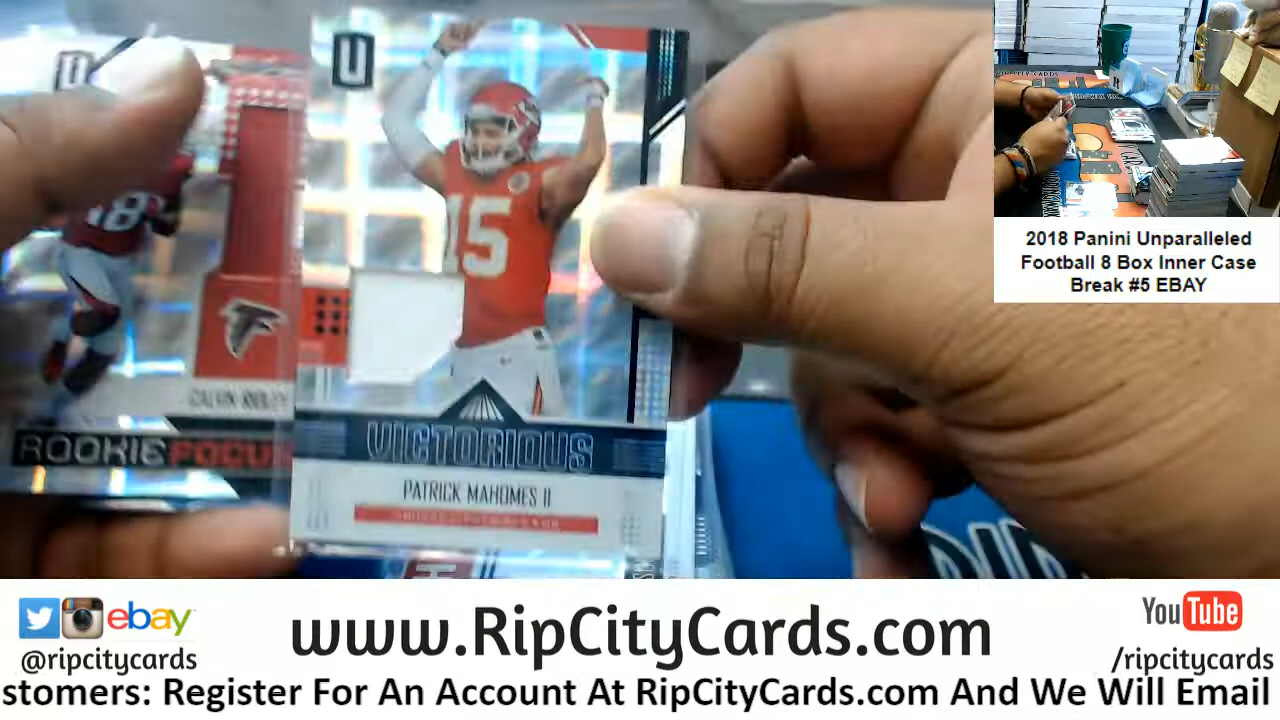 U
15
VICTORIOUS
PATRICK MAHOMES II
18
CALVIN RIDLEY
ROOKIE FOCUS
2018 Panini Unparalleled
Football 8 Box Inner Case
Break #5 EBAY
ebay
@ripcitycards
www.RipCityCards.com
YouTube
/ripcitycards
stomers: Register For An Account At RipCityCards.com And We Will Email